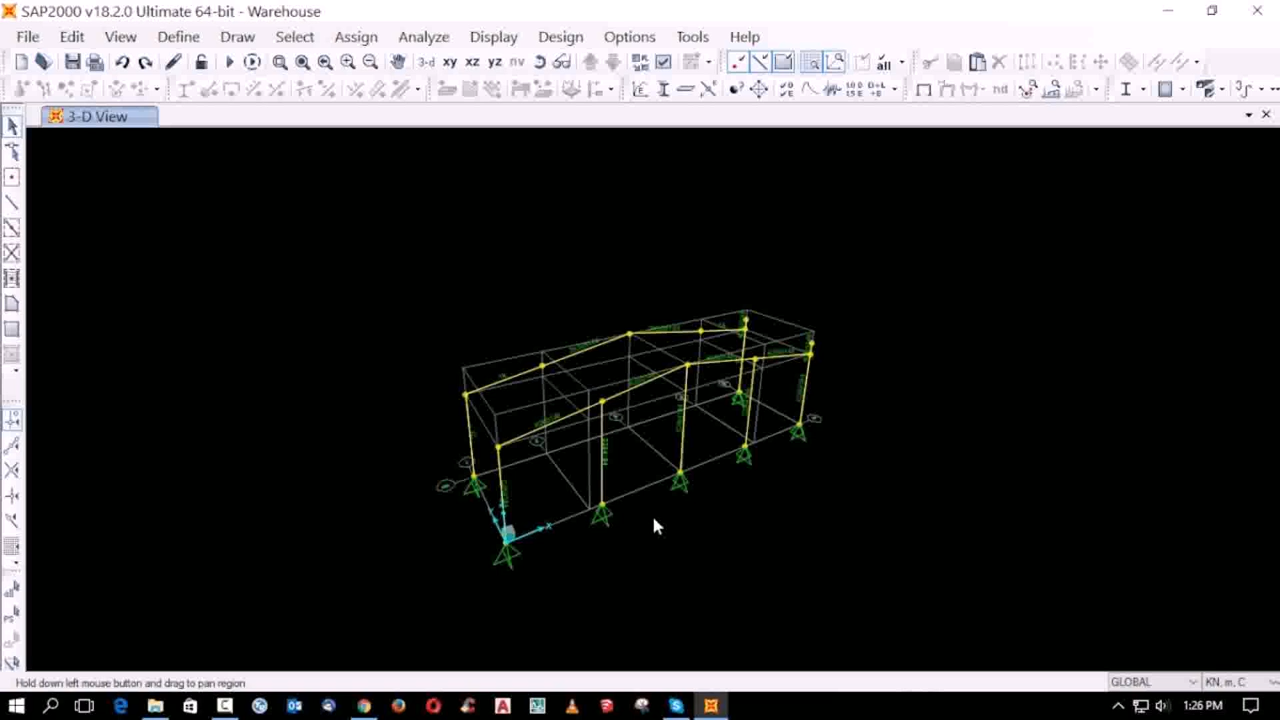 SAP2000 v18.2.0 Ultimate 64-bit - Warehouse
File Edit View Define Draw Select Assign Analyze Display Design Options Tools Help
3-d xy xz yz nv
all
nd
3-D View
X
Hold down left mouse button and drag to pan region
GLOBAL
KN, m, C
1:26 PM